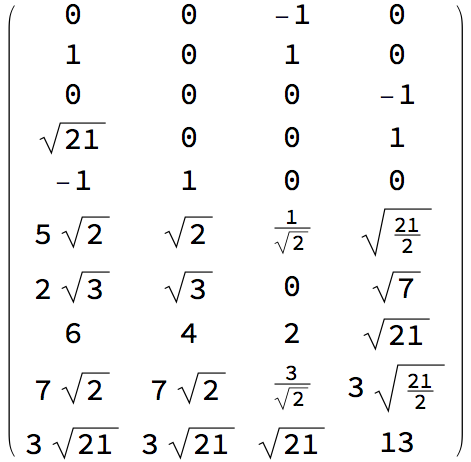 0 0 -1 0
1 0 1 0
0 0 0 -1
√21 0 0 1
-1 1 0 0
5 √2 √2 1/√2 √(21/2)
2 √3 √3 0 √7
6 4 2 √21
7 √2 7 √2 3/√2 3 √(21/2)
3 √21 3 √21 √21 13